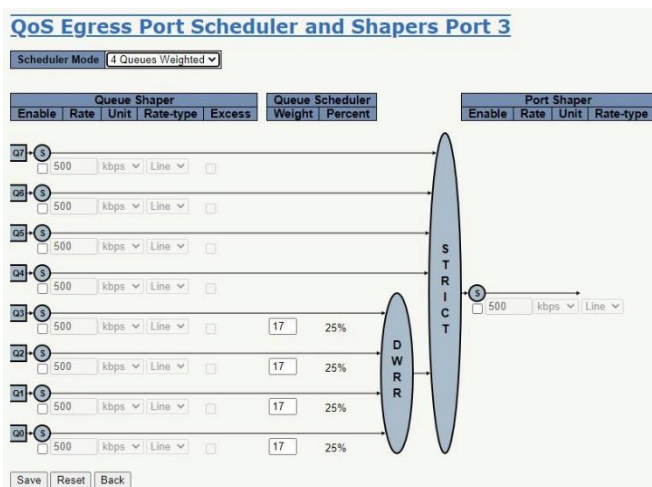 QoS Egress Port Scheduler and Shapers Port 3
Scheduler Mode 4 Queues Weighted
Queue Shaper Queue Scheduler Port Shaper
Enable Rate Unit Rate-type Excess Weight Percent Enable Rate Unit Rate-type
Q7 S
500 kbps Line
Q6 S
500 kbps Line
Q5 S
500 kbps Line
Q4 S
500 kbps Line
STRICT
S
500 kbps Line
Q3 S
500 kbps Line 17 25%
DWRR
Q2 S
500 kbps Line 17 25%
Q1 S
500 kbps Line 17 25%
Q0 S
500 kbps Line 17 25%
Save Reset Back